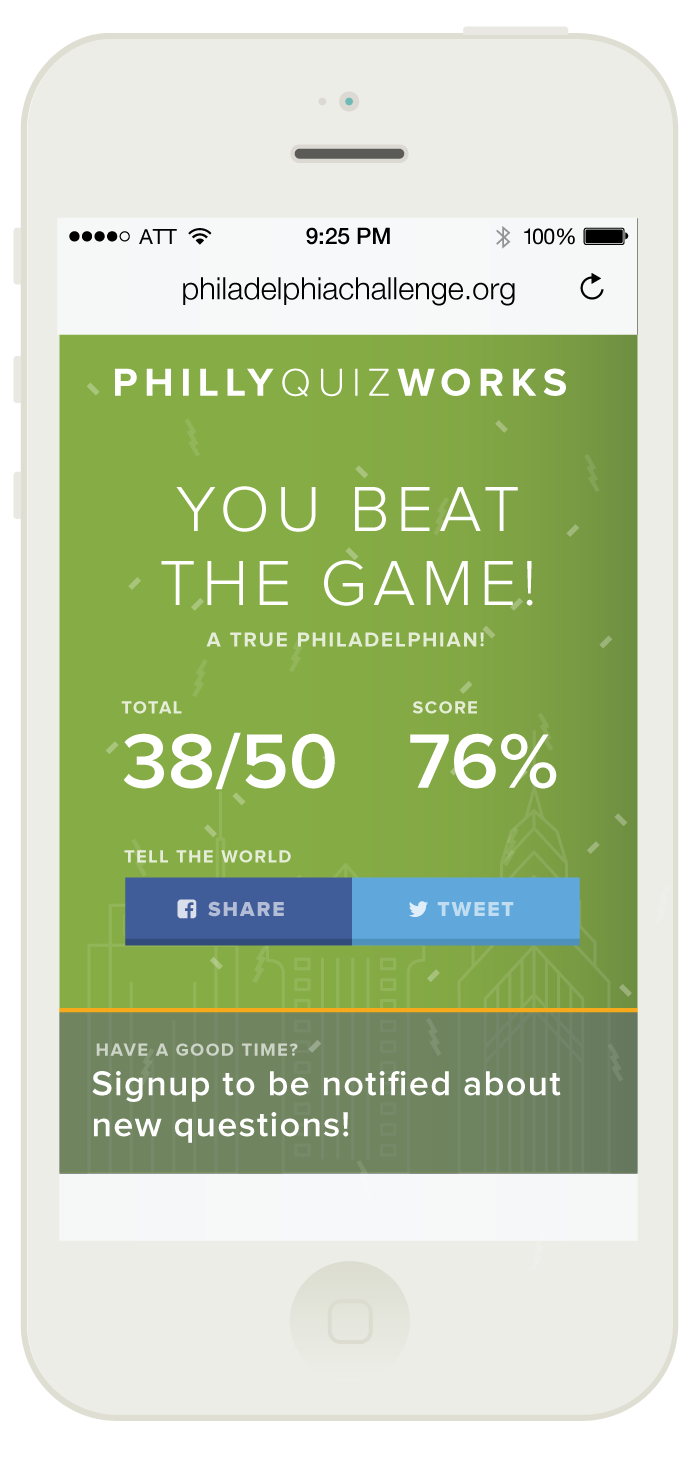 ATT 9:25 PM 100%
philadelphiachallenge.org
PHILLYQUIZWORKS
YOU BEAT
THE GAME!
A TRUE PHILADELPHIAN!
TOTAL SCORE
38/50 76%
TELL THE WORLD
SHARE TWEET
HAVE A GOOD TIME?
Signup to be notified about
new questions!